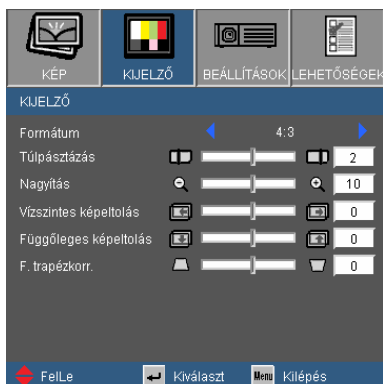 KÉP KIJELZŐ BEÁLLÍTÁSOK LEHETŐSÉGEK
KIJELZŐ
Formátum 4:3
Túlpásztázás 2
Nagyítás 10
Vízszintes képeltolás 0
Függőleges képeltolás 0
F. trapézkorr. 0
FelLe Kiválaszt Menu Kilépés